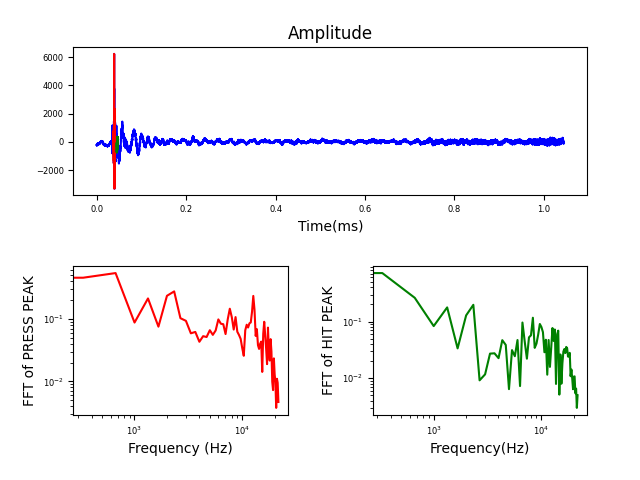 Amplitude
6000
4000
2000
0
−2000
0.0 0.2 0.4 0.6 0.8 1.0
Time(ms)
FFT of PRESS PEAK
10⁻¹
10⁻²
10³ 10⁴
Frequency (Hz)
FFT of HIT PEAK
10⁻¹
10⁻²
10³ 10⁴
Frequency(Hz)